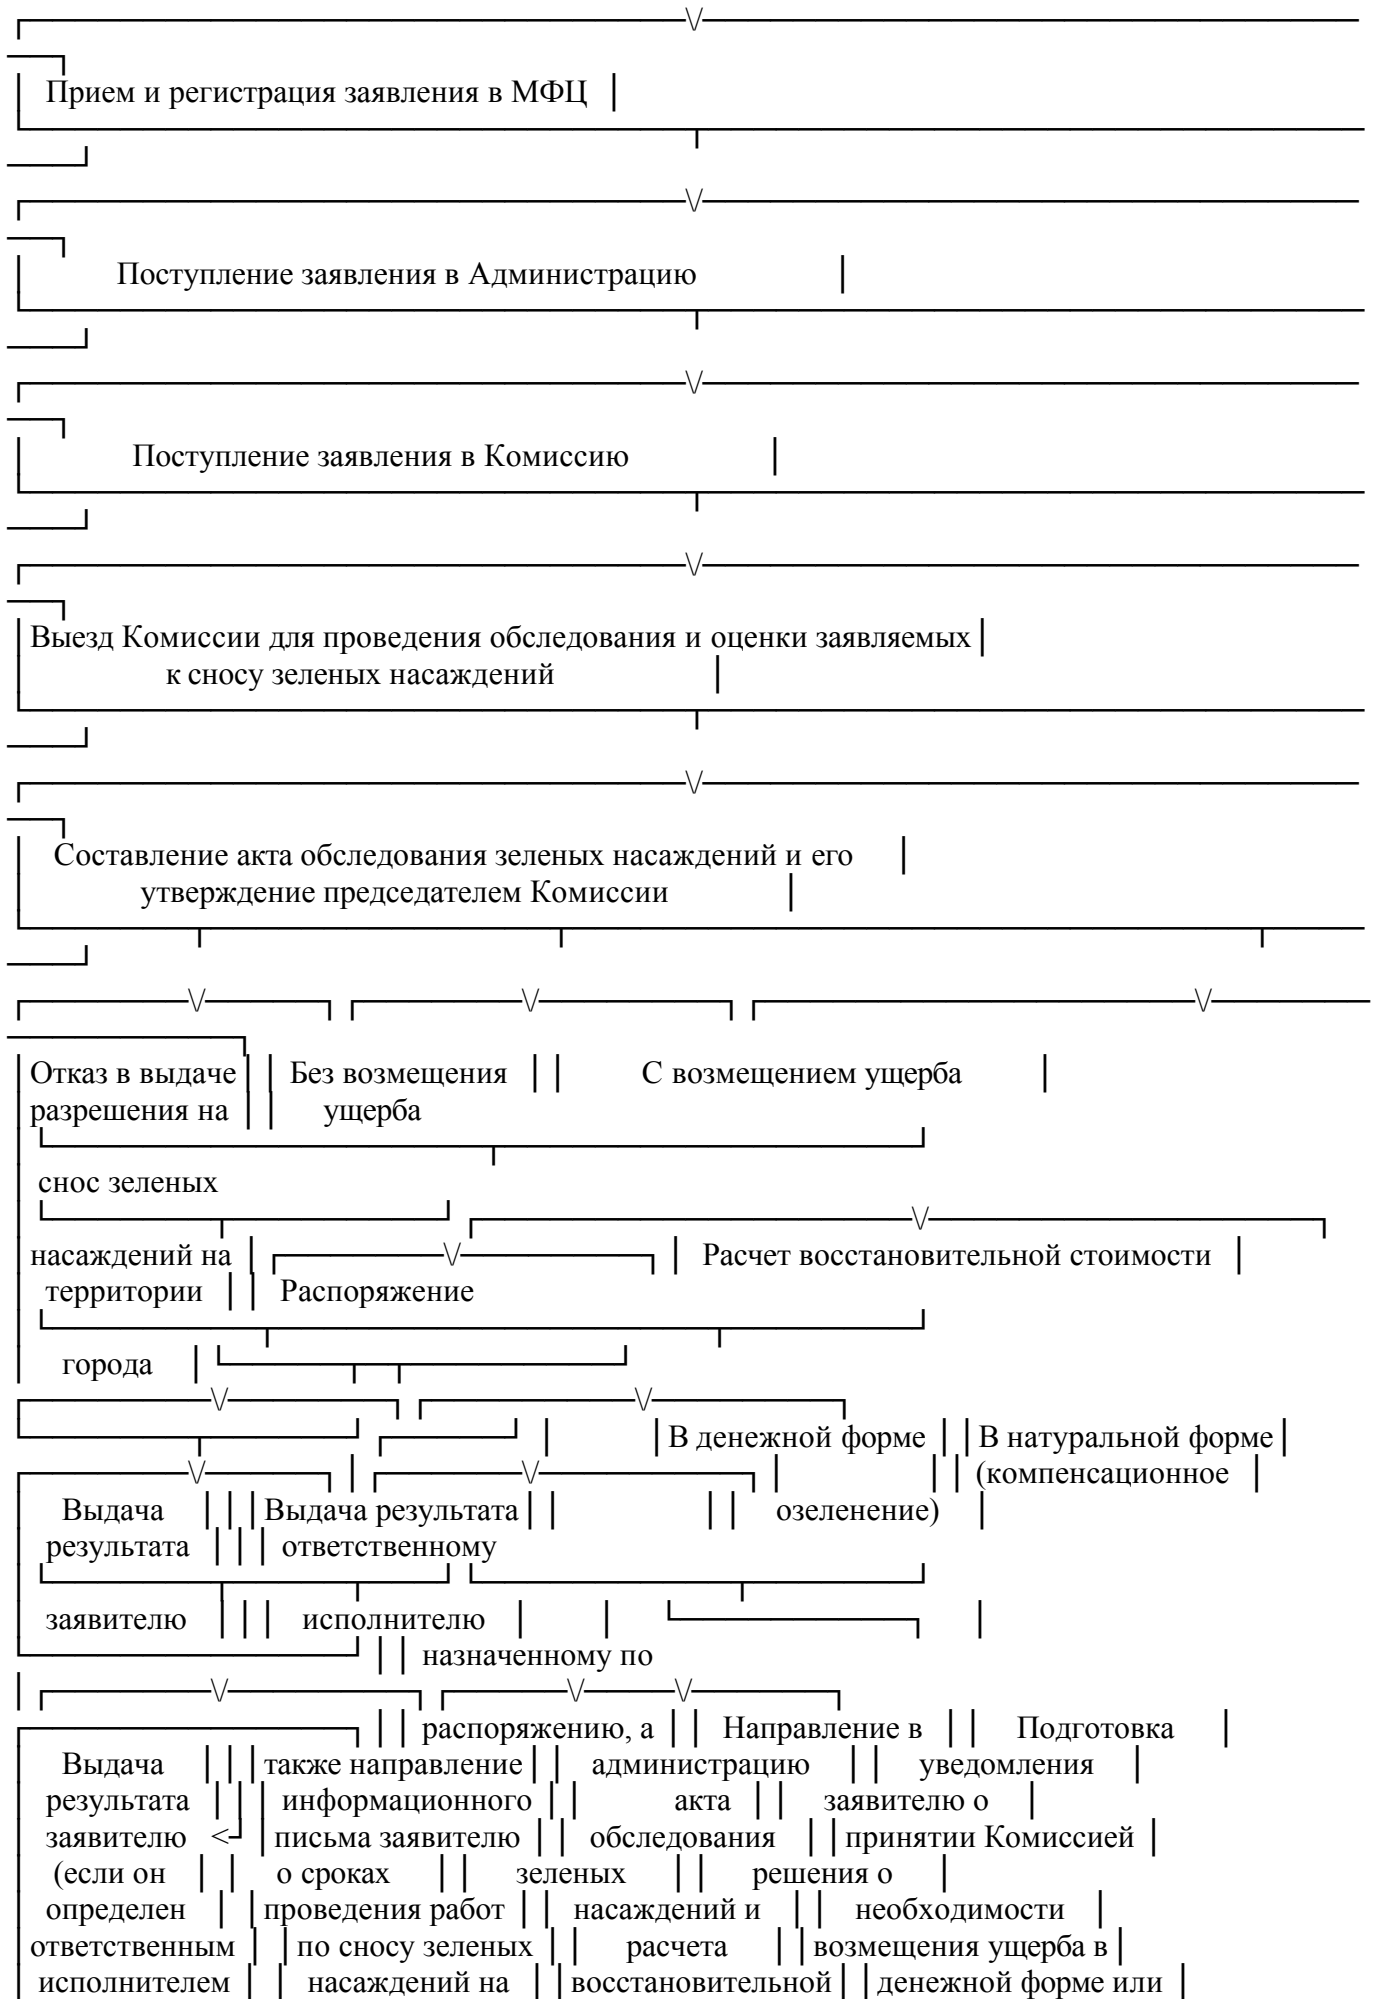 Прием и регистрация заявления в МФЦ
Поступление заявления в Администрацию
Поступление заявления в Комиссию
Выезд Комиссии для проведения обследования и оценки заявляемых
к сносу зеленых насаждений
Составление акта обследования зеленых насаждений и его
утверждение председателем Комиссии
Отказ в выдаче Без возмещения С возмещением ущерба
разрешения на ущерба
снос зеленых
насаждений на Расчет восстановительной стоимости
территории Распоряжение
города
В денежной форме В натуральной форме
(компенсационное
Выдача Выдача результата озеленение)
результата ответственному
заявителю исполнителю
назначенному по
распоряжению, а Направление в Подготовка
Выдача также направление администрацию уведомления
результата информационного акта заявителю о
заявителю < письма заявителю обследования принятии Комиссией
(если он о сроках зеленых решения о
определен проведения работ насаждений и необходимости
ответственным по сносу зеленых расчета возмещения ущерба в
исполнителем насаждений на восстановительной денежной форме или